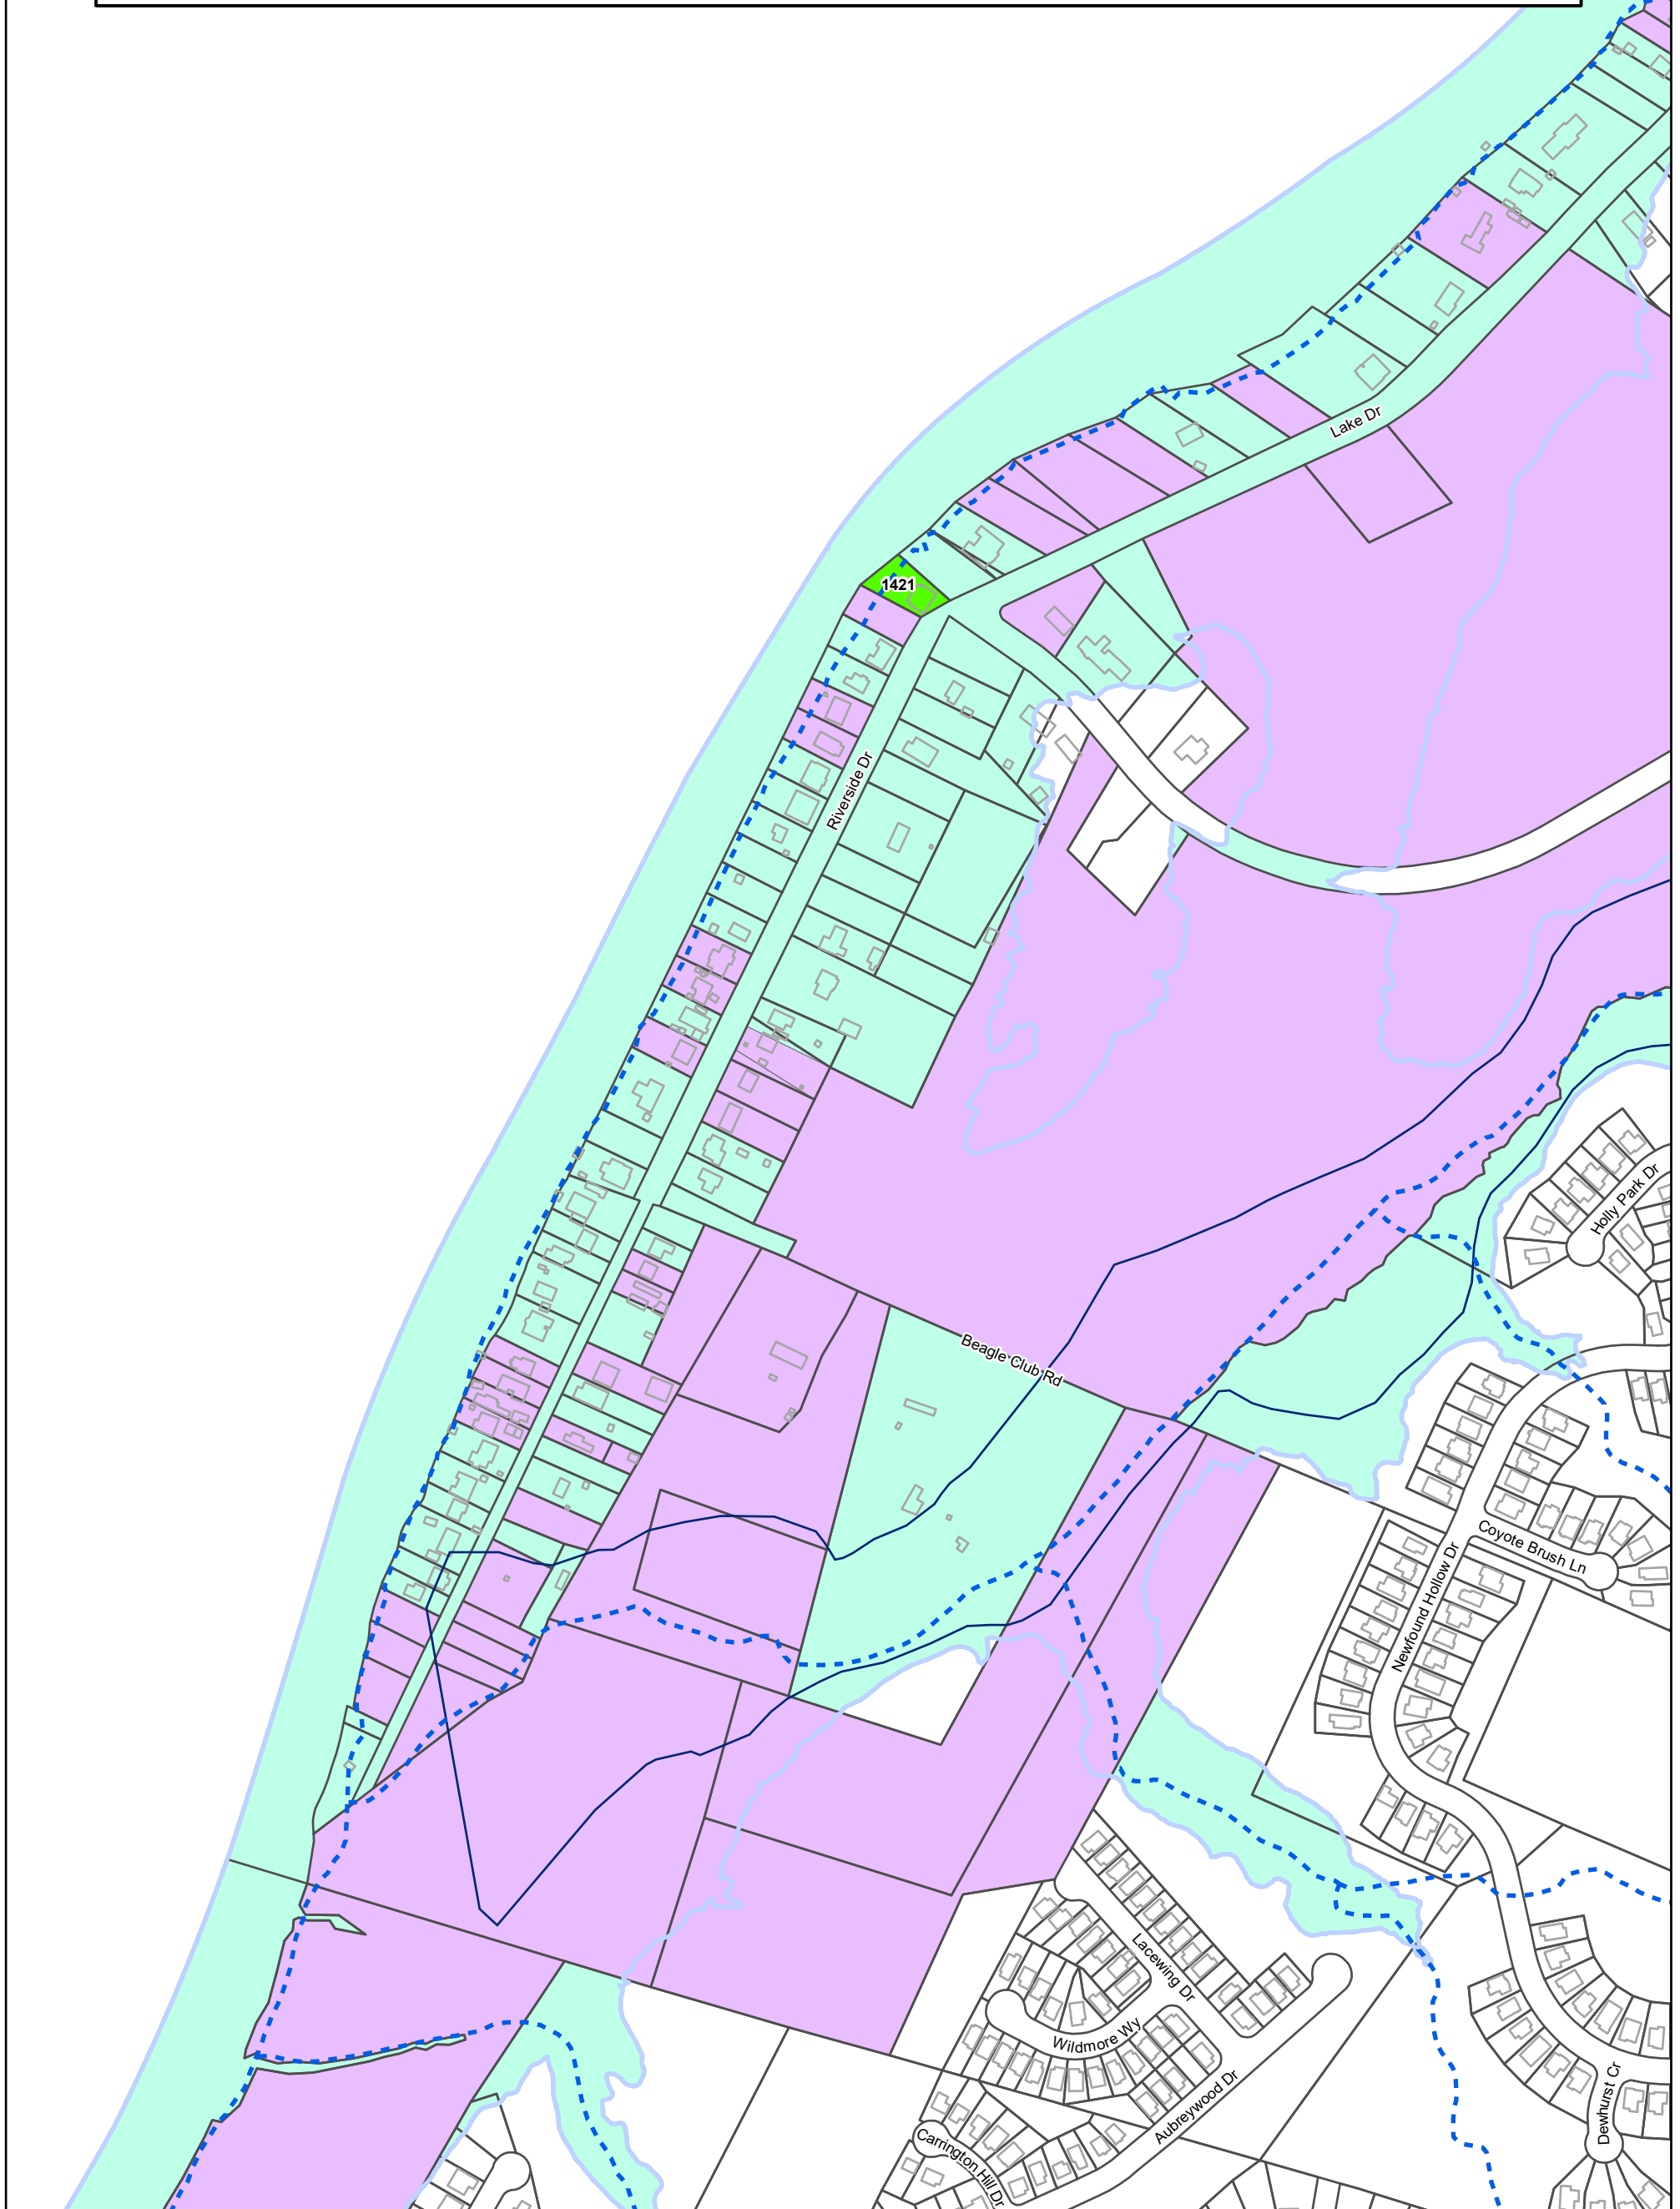 Lake Dr
1421
Riverside Dr
Holly Park Dr
Beagle Club Rd
Coyote Brush Ln
Newfound Hollow Dr
Lacewing Dr
Wildmore Wy
Aubreywood Dr
Dewhurst Cr
Carrington Hill Dr